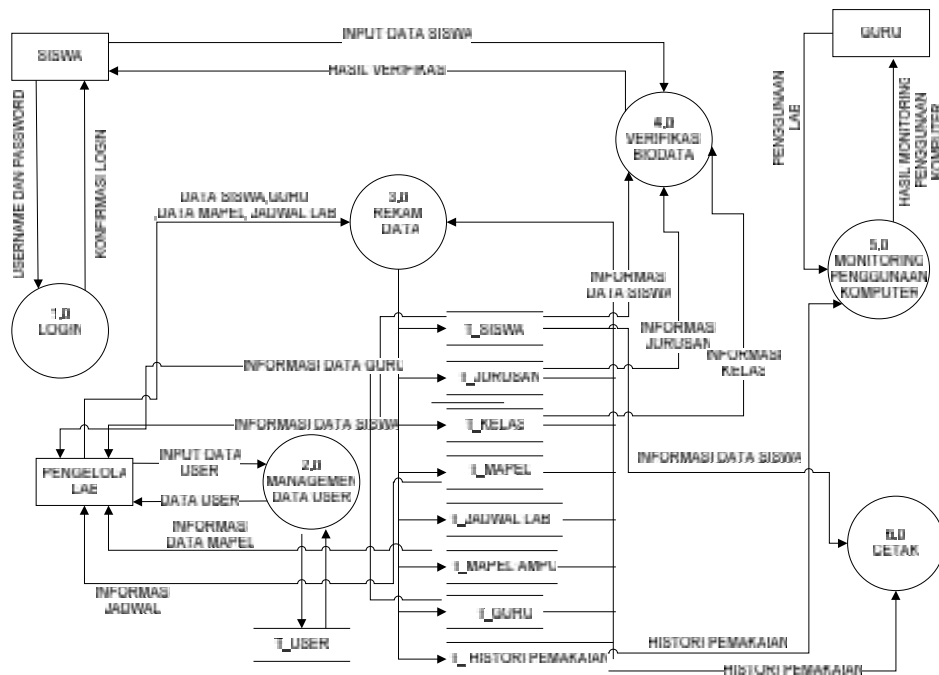 INPUT DATA SISWA
SISWA
HASIL VERIFIKASI
GURU
USERNAME DAN PASSWORD
KONFIRMASI LOGIN
PENGGUNAAN
LAB
HASIL MONITORING
PENGGUNAAN
KOMPUTER
4,0
VERIFIKASI
BIODATA
DATA SISWA,GURU
,DATA MAPEL, JADWAL LAB
3,0
REKAM
DATA
5,0
MONITORING
PENGGUNAAN
KOMPUTER
1,0
LOGIN
INFORMASI
DATA SISWA
T_SISWA
INFORMASI
JURUSAN
INFORMASI
KELAS
INFORMASI DATA GURU
T_JURUSAN
INFORMASI DATA SISWA
T_KELAS
PENGELOLA
LAB
INPUT DATA
USER
2,0
MANAGEMEN
DATA USER
DATA USER
T_MAPEL
INFORMASI DATA SISWA
INFORMASI
DATA MAPEL
T_JADWAL LAB
6,0
CETAK
T_MAPEL AMPU
INFORMASI
JADWAL
T_GURU
T_USER
T_ HISTORI PEMAKAIAN
HISTORI PEMAKAIAN
HISTORI PEMAKAIAN